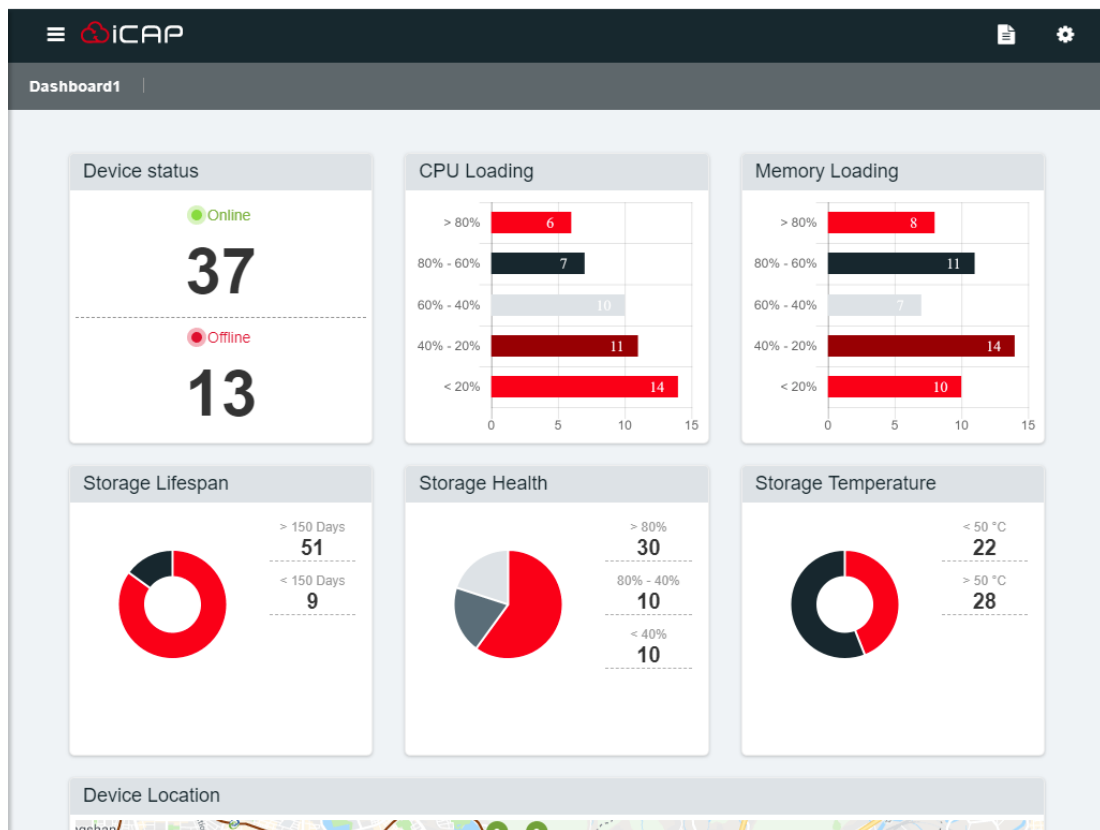 iCAP
Dashboard1
Device status
Online
37
Offline
13
CPU Loading
> 80%
6
80% - 60%
7
60% - 40%
10
40% - 20%
11
< 20%
14
0 5 10 15
Memory Loading
> 80%
8
80% - 60%
11
60% - 40%
7
40% - 20%
14
< 20%
10
0 5 10 15
Storage Lifespan
> 150 Days
51
< 150 Days
9
Storage Health
> 80%
30
80% - 40%
10
< 40%
10
Storage Temperature
< 50 °C
22
> 50 °C
28
Device Location